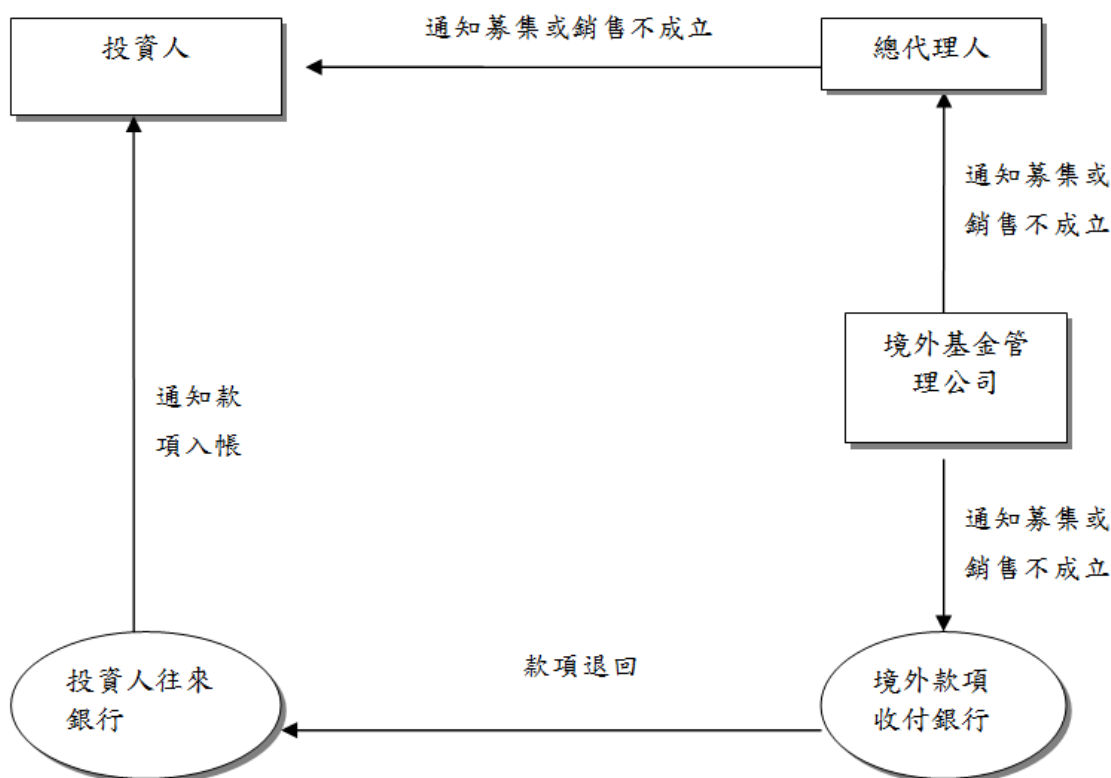 投資人
通知募集或銷售不成立
總代理人
通知募集或
銷售不成立
境外基金管
理公司
通知款
項入帳
通知募集或
銷售不成立
投資人往來
銀行
款項退回
境外款項
收付銀行